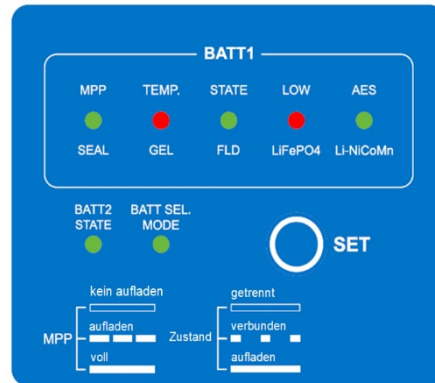 BATT1
MPP TEMP. STATE LOW AES
SEAL GEL FLD LiFePO4 Li-NiCoMn
BATT2 STATE
BATT SEL. MODE
SET
MPP
kein aufladen
aufladen
voll
Zustand
getrennt
verbunden
aufladen